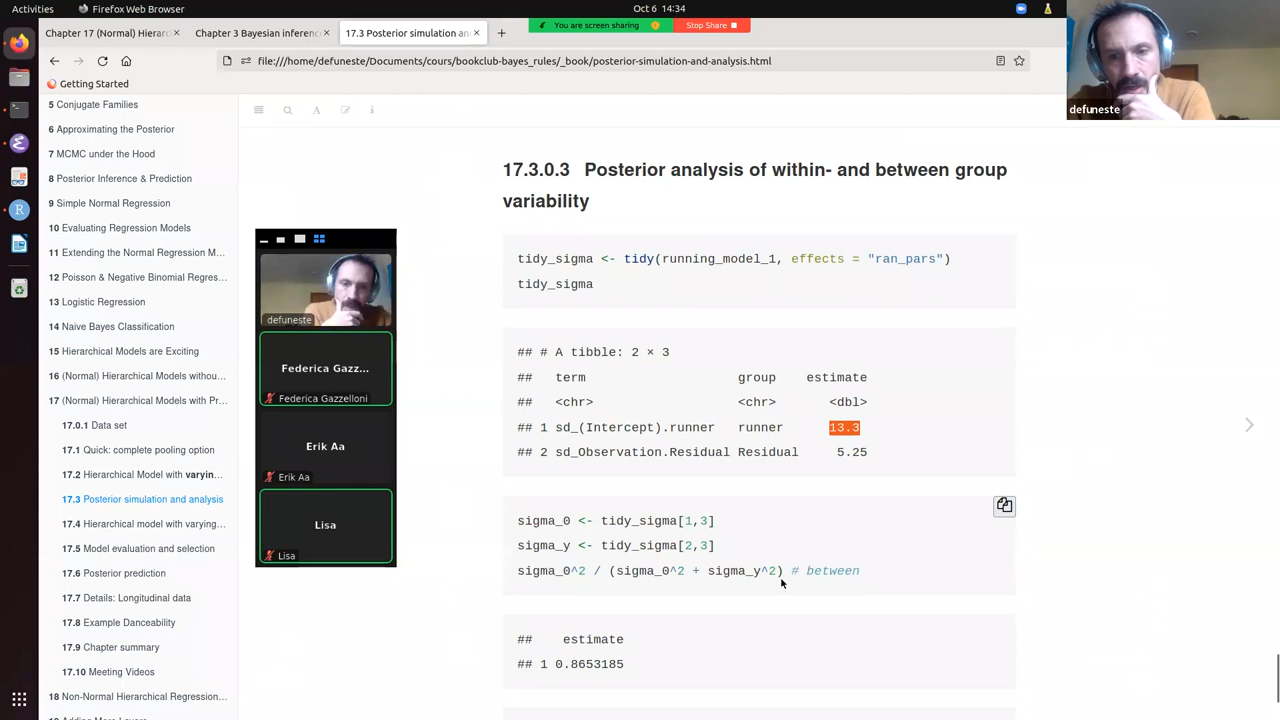 Activities
Firefox Web Browser
Oct 6 14:34
Chapter 17 (Normal) Hierarc
Chapter 3 Bayesian inferenc
17.3 Posterior simulation an
You are screen sharing
Stop Share
file:///home/defuneste/Documents/cours/bookclub-bayes_rules/_book/posterior-simulation-and-analysis.html
Getting Started
defuneste
5 Conjugate Families
6 Approximating the Posterior
7 MCMC under the Hood
8 Posterior Inference & Prediction
9 Simple Normal Regression
10 Evaluating Regression Models
11 Extending the Normal Regression M...
12 Poisson & Negative Binomial Regres...
13 Logistic Regression
14 Naive Bayes Classification
15 Hierarchical Models are Exciting
16 (Normal) Hierarchical Models withou...
17 (Normal) Hierarchical Models with Pr...
17.0.1 Data set
17.1 Quick: complete pooling option
17.2 Hierarchical Model with varyin...
17.3 Posterior simulation and analysis
17.4 Hierarchical model with varying...
17.5 Model evaluation and selection
17.6 Posterior prediction
17.7 Details: Longitudinal data
17.8 Example Danceability
17.9 Chapter summary
17.10 Meeting Videos
18 Non-Normal Hierarchical Regression...
19 Adding More Layers
defuneste
Federica Gazz...
Federica Gazzelloni
Erik Aa
Erik Aa
Lisa
Lisa
17.3.0.3 Posterior analysis of within- and between group
variability
tidy_sigma <- tidy(running_model_1, effects = "ran_pars")
tidy_sigma
## # A tibble: 2 × 3
## term group estimate
## <chr> <chr> <dbl>
## 1 sd_(Intercept).runner runner 13.3
## 2 sd_Observation.Residual Residual 5.25
sigma_0 <- tidy_sigma[1,3]
sigma_y <- tidy_sigma[2,3]
sigma_0^2 / (sigma_0^2 + sigma_y^2) # between
## estimate
## 1 0.8653185